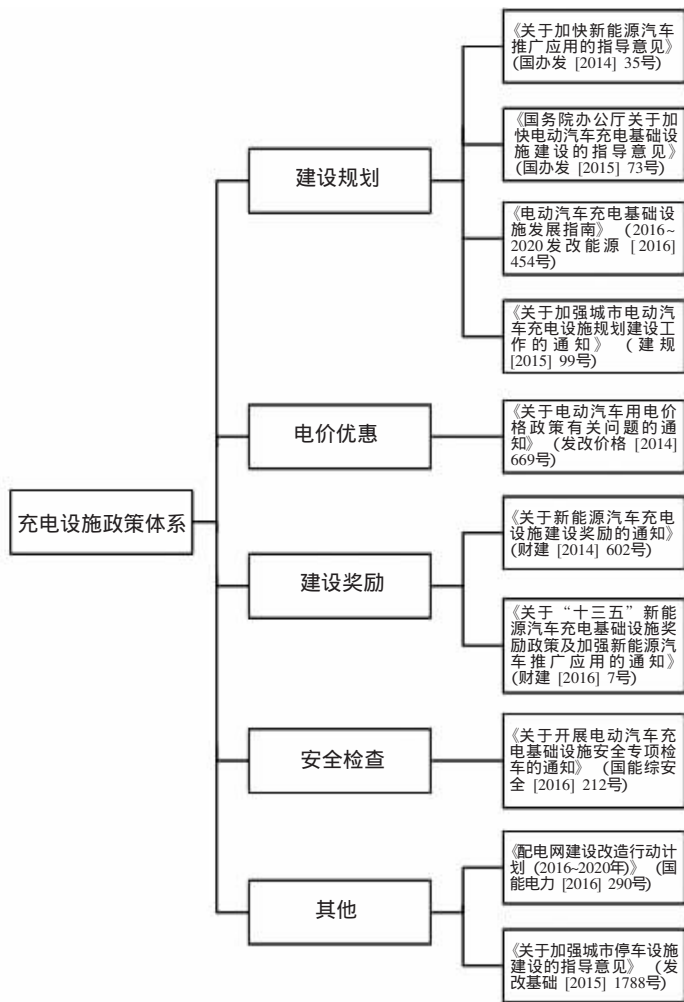 《关于加快新能源汽车
推广应用的指导意见》
(国办发 [2014] 35号)
《国务院办公厅关于加
快电动汽车充电基础设
施建设的指导意见》
(国办发 [2015] 73号)
建设规划
《电动汽车充电基础设
施发展指南》 (2016~
2020发改能源 [2016]
454号)
《关于加强城市电动汽
车充电设施规划建设工
作的通知》 (建规
[2015] 99号)
电价优惠
《关于电动汽车用电价
格政策有关问题的通
知》 (发改价格 [2014]
669号)
充电设施政策体系
《关于新能源汽车充电
设施建设奖励的通知》
(财建 [2014] 602号)
建设奖励
《关于“十三五”新能
源汽车充电基础设施奖
励政策及加强新能源汽
车推广应用的通知》
(财建 [2016] 7号)
安全检查
《关于开展电动汽车充
电基础设施安全专项检
车的通知》 (国能综安
全 [2016] 212号)
《配电网建设改造行动计
划 (2016~2020年)》 (国
能电力 [2016] 290号)
其他
《关于加强城市停车设施
建设的指导意见》 (发
改基础 [2015] 1788号)